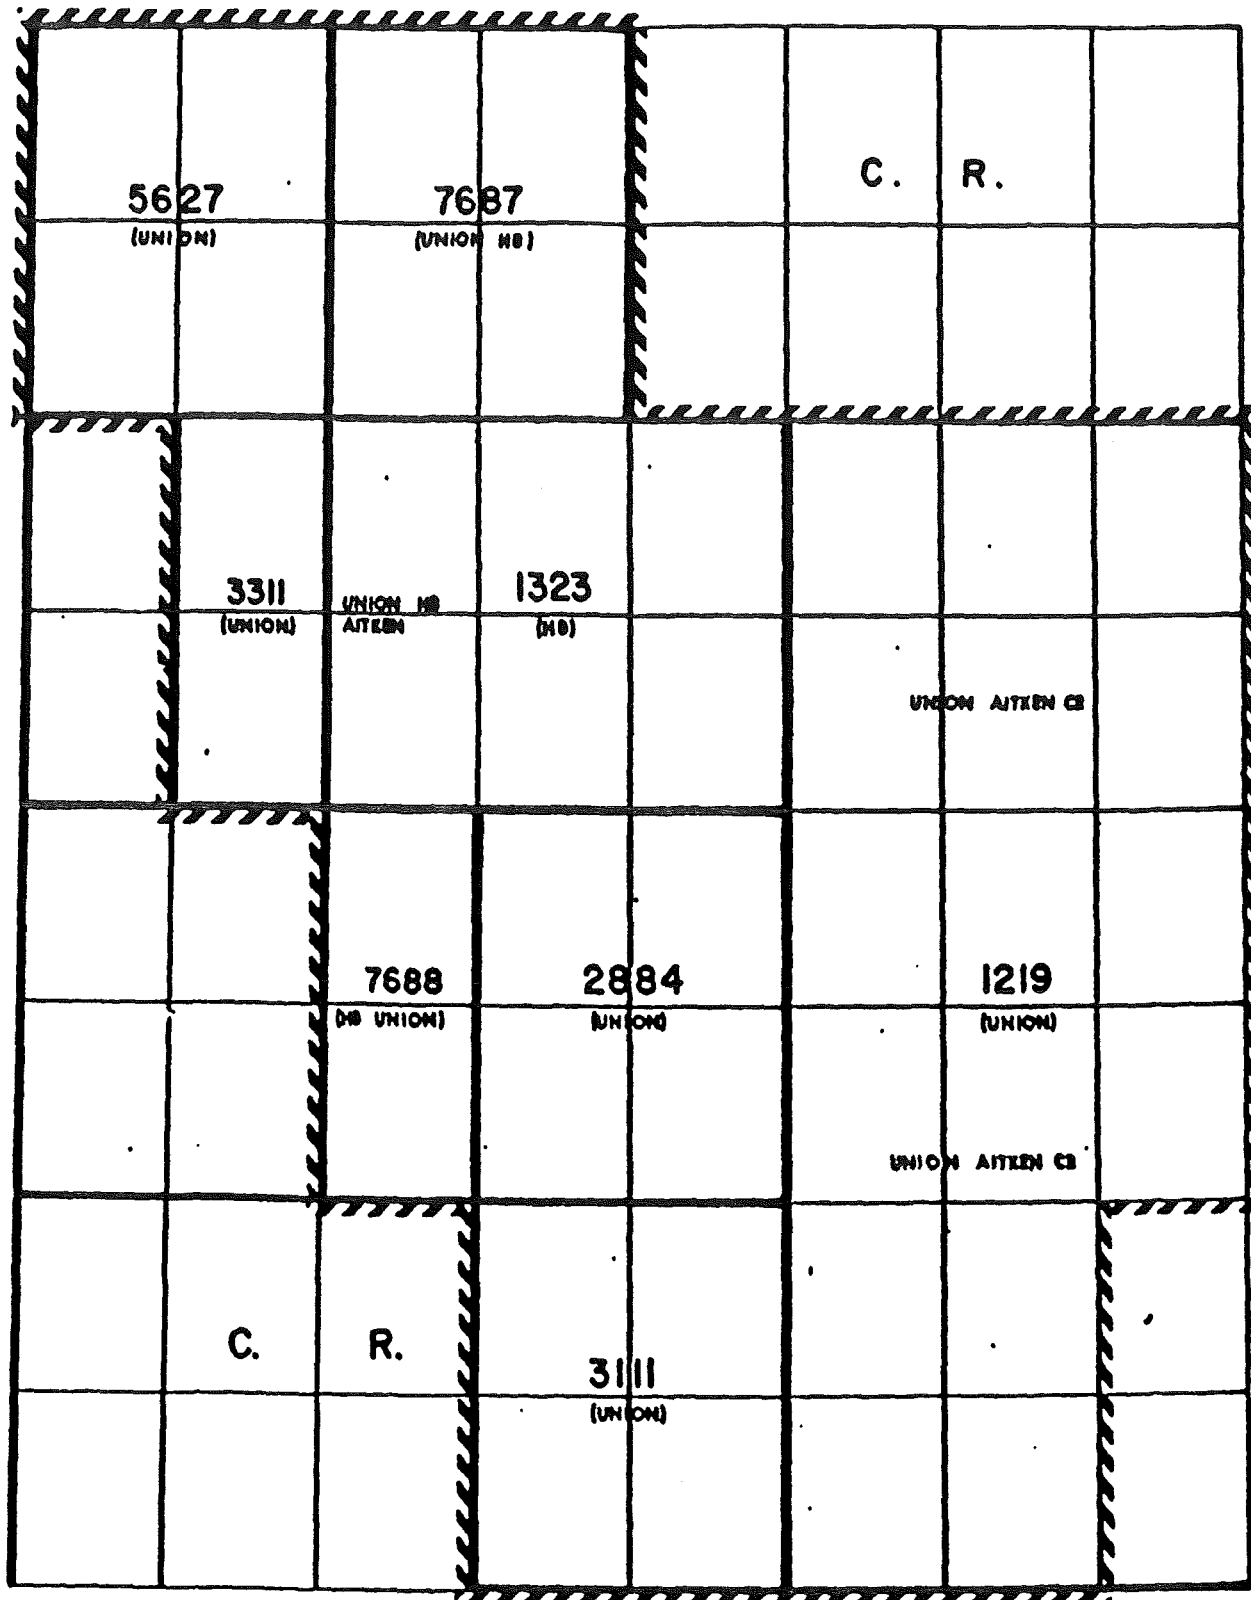 C. R.
5627
(UNION)
7687
(UNION HB)
3311
(UNION)
UNION HB
AITKEN
1323
(HB)
UNION AITKEN CB
7688
(HB UNION)
2884
(UNION)
1219
(UNION)
UNION AITKEN CB
C. R.
3111
(UNION)